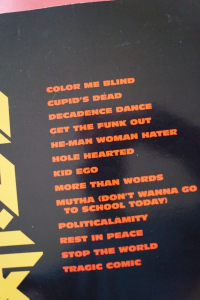 COLOR ME BLIND
CUPID'S DEAD
DECADENCE DANCE
GET THE FUNK OUT
HE-MAN WOMAN HATER
HOLE HEARTED
KID EGO
MORE THAN WORDS
MUTHA (DON'T WANNA GO
TO SCHOOL TODAY)
POLITICALAMITY
REST IN PEACE
STOP THE WORLD
TRAGIC COMIC